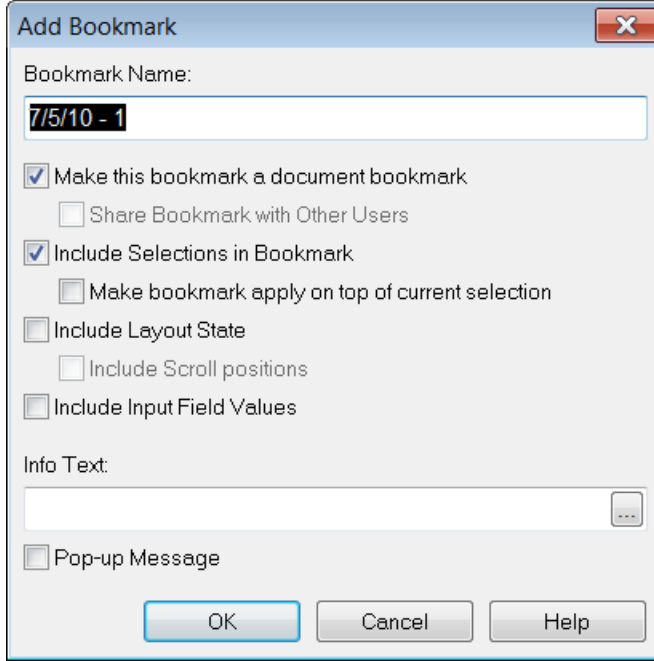 Add Bookmark
Bookmark Name:
7/5/10 - 1
Make this bookmark a document bookmark
Share Bookmark with Other Users
Include Selections in Bookmark
Make bookmark apply on top of current selection
Include Layout State
Include Scroll positions
Include Input Field Values
Info Text:
...
Pop-up Message
OK Cancel Help